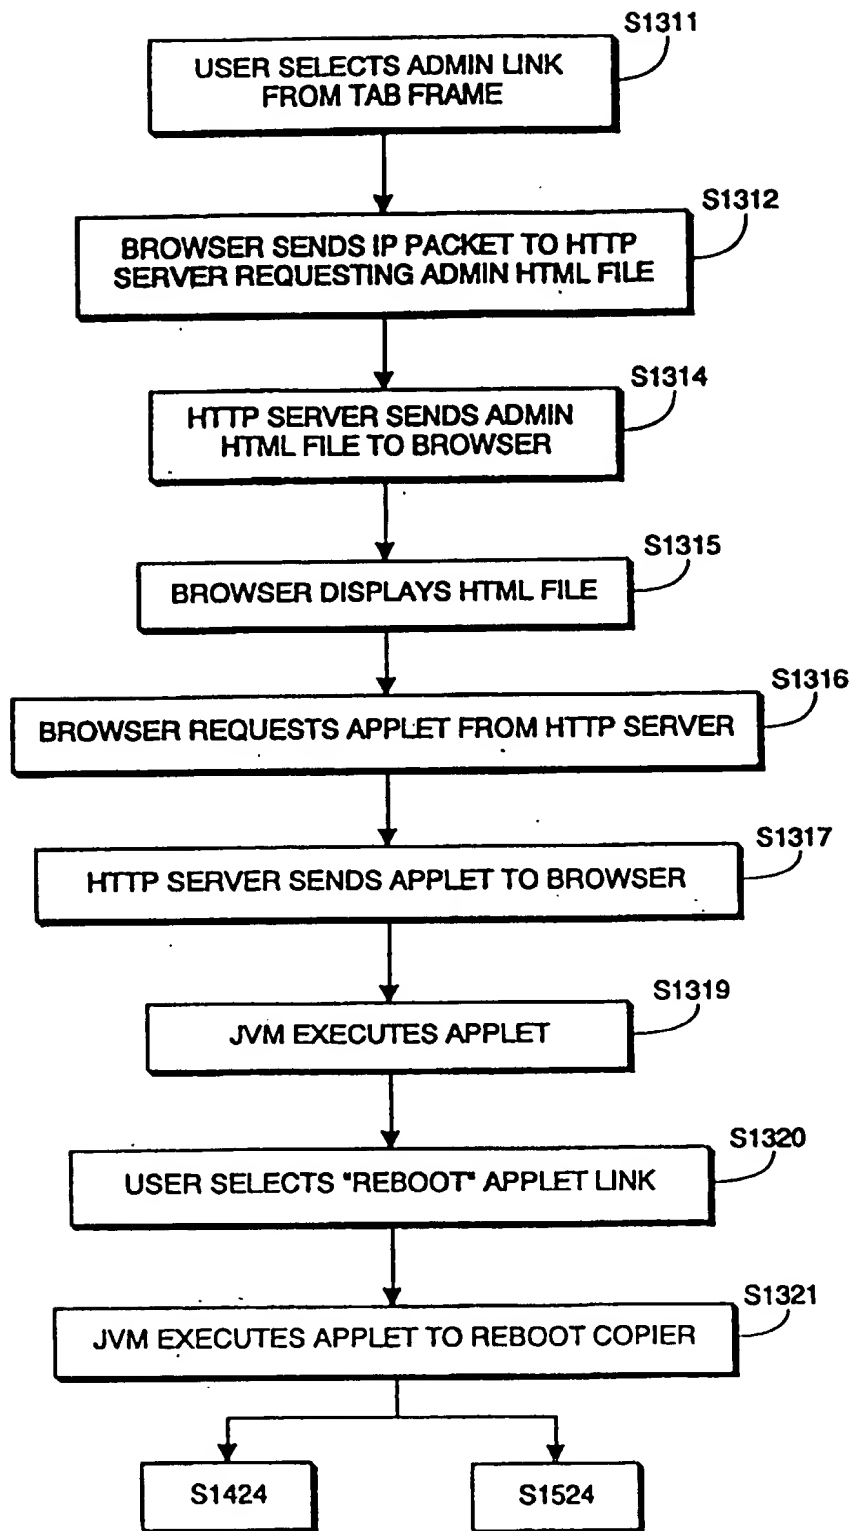 S1311
USER SELECTS ADMIN LINK
FROM TAB FRAME
S1312
BROWSER SENDS IP PACKET TO HTTP
SERVER REQUESTING ADMIN HTML FILE
S1314
HTTP SERVER SENDS ADMIN
HTML FILE TO BROWSER
S1315
BROWSER DISPLAYS HTML FILE
S1316
BROWSER REQUESTS APPLET FROM HTTP SERVER
S1317
HTTP SERVER SENDS APPLET TO BROWSER
S1319
JVM EXECUTES APPLET
S1320
USER SELECTS "REBOOT" APPLET LINK
S1321
JVM EXECUTES APPLET TO REBOOT COPIER
S1424
S1524